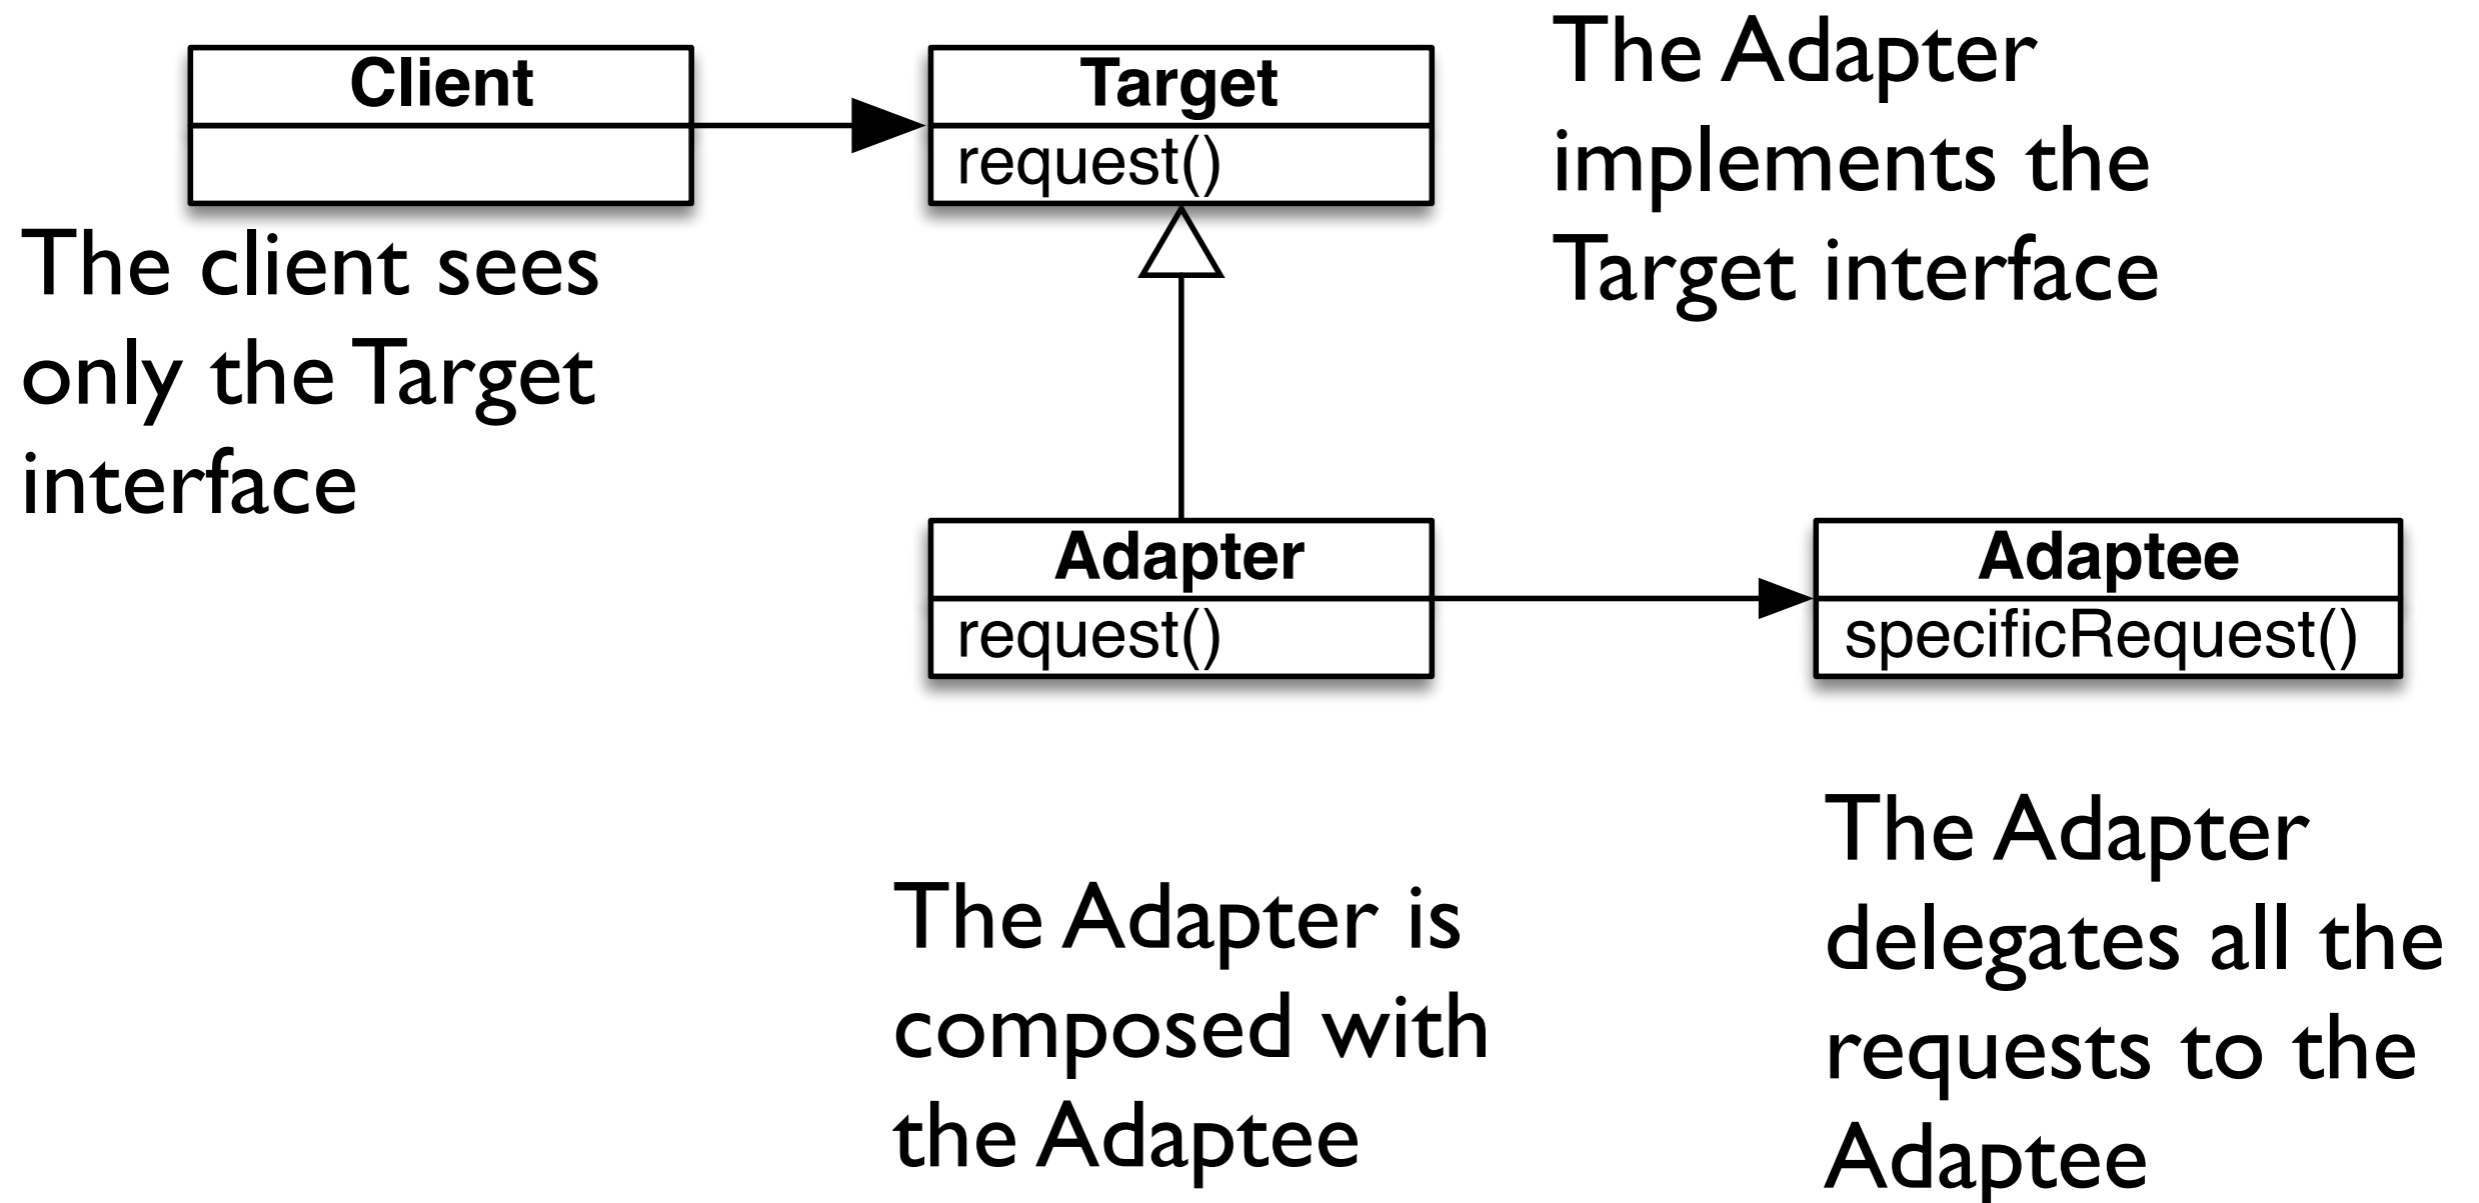 Client
Target
request()
The Adapter
implements the
Target interface
The client sees
only the Target
interface
Adapter
request()
Adaptee
specificRequest()
The Adapter is
composed with
the Adaptee
The Adapter
delegates all the
requests to the
Adaptee